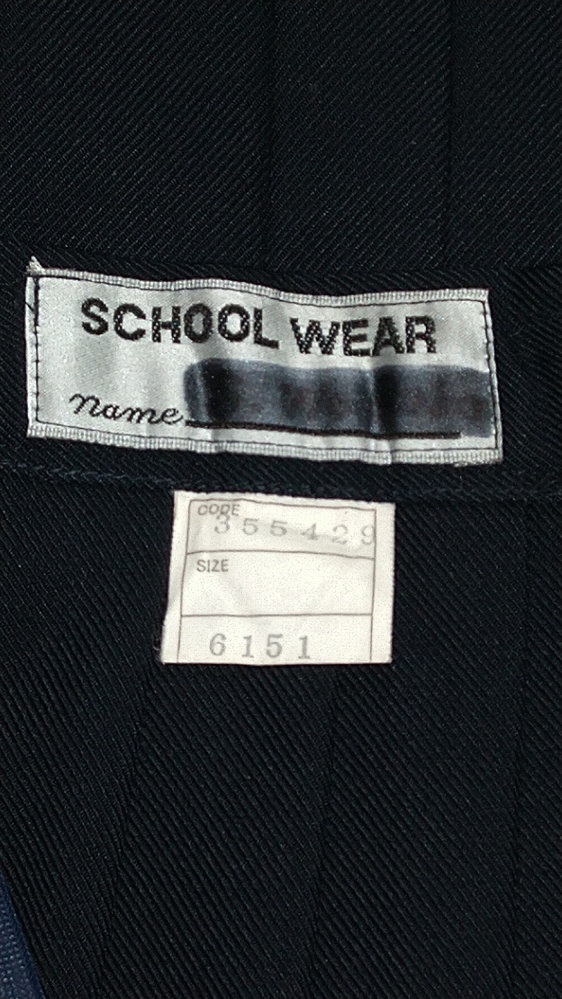 SCHOOL WEAR
name
CODE
355429
SIZE
6151